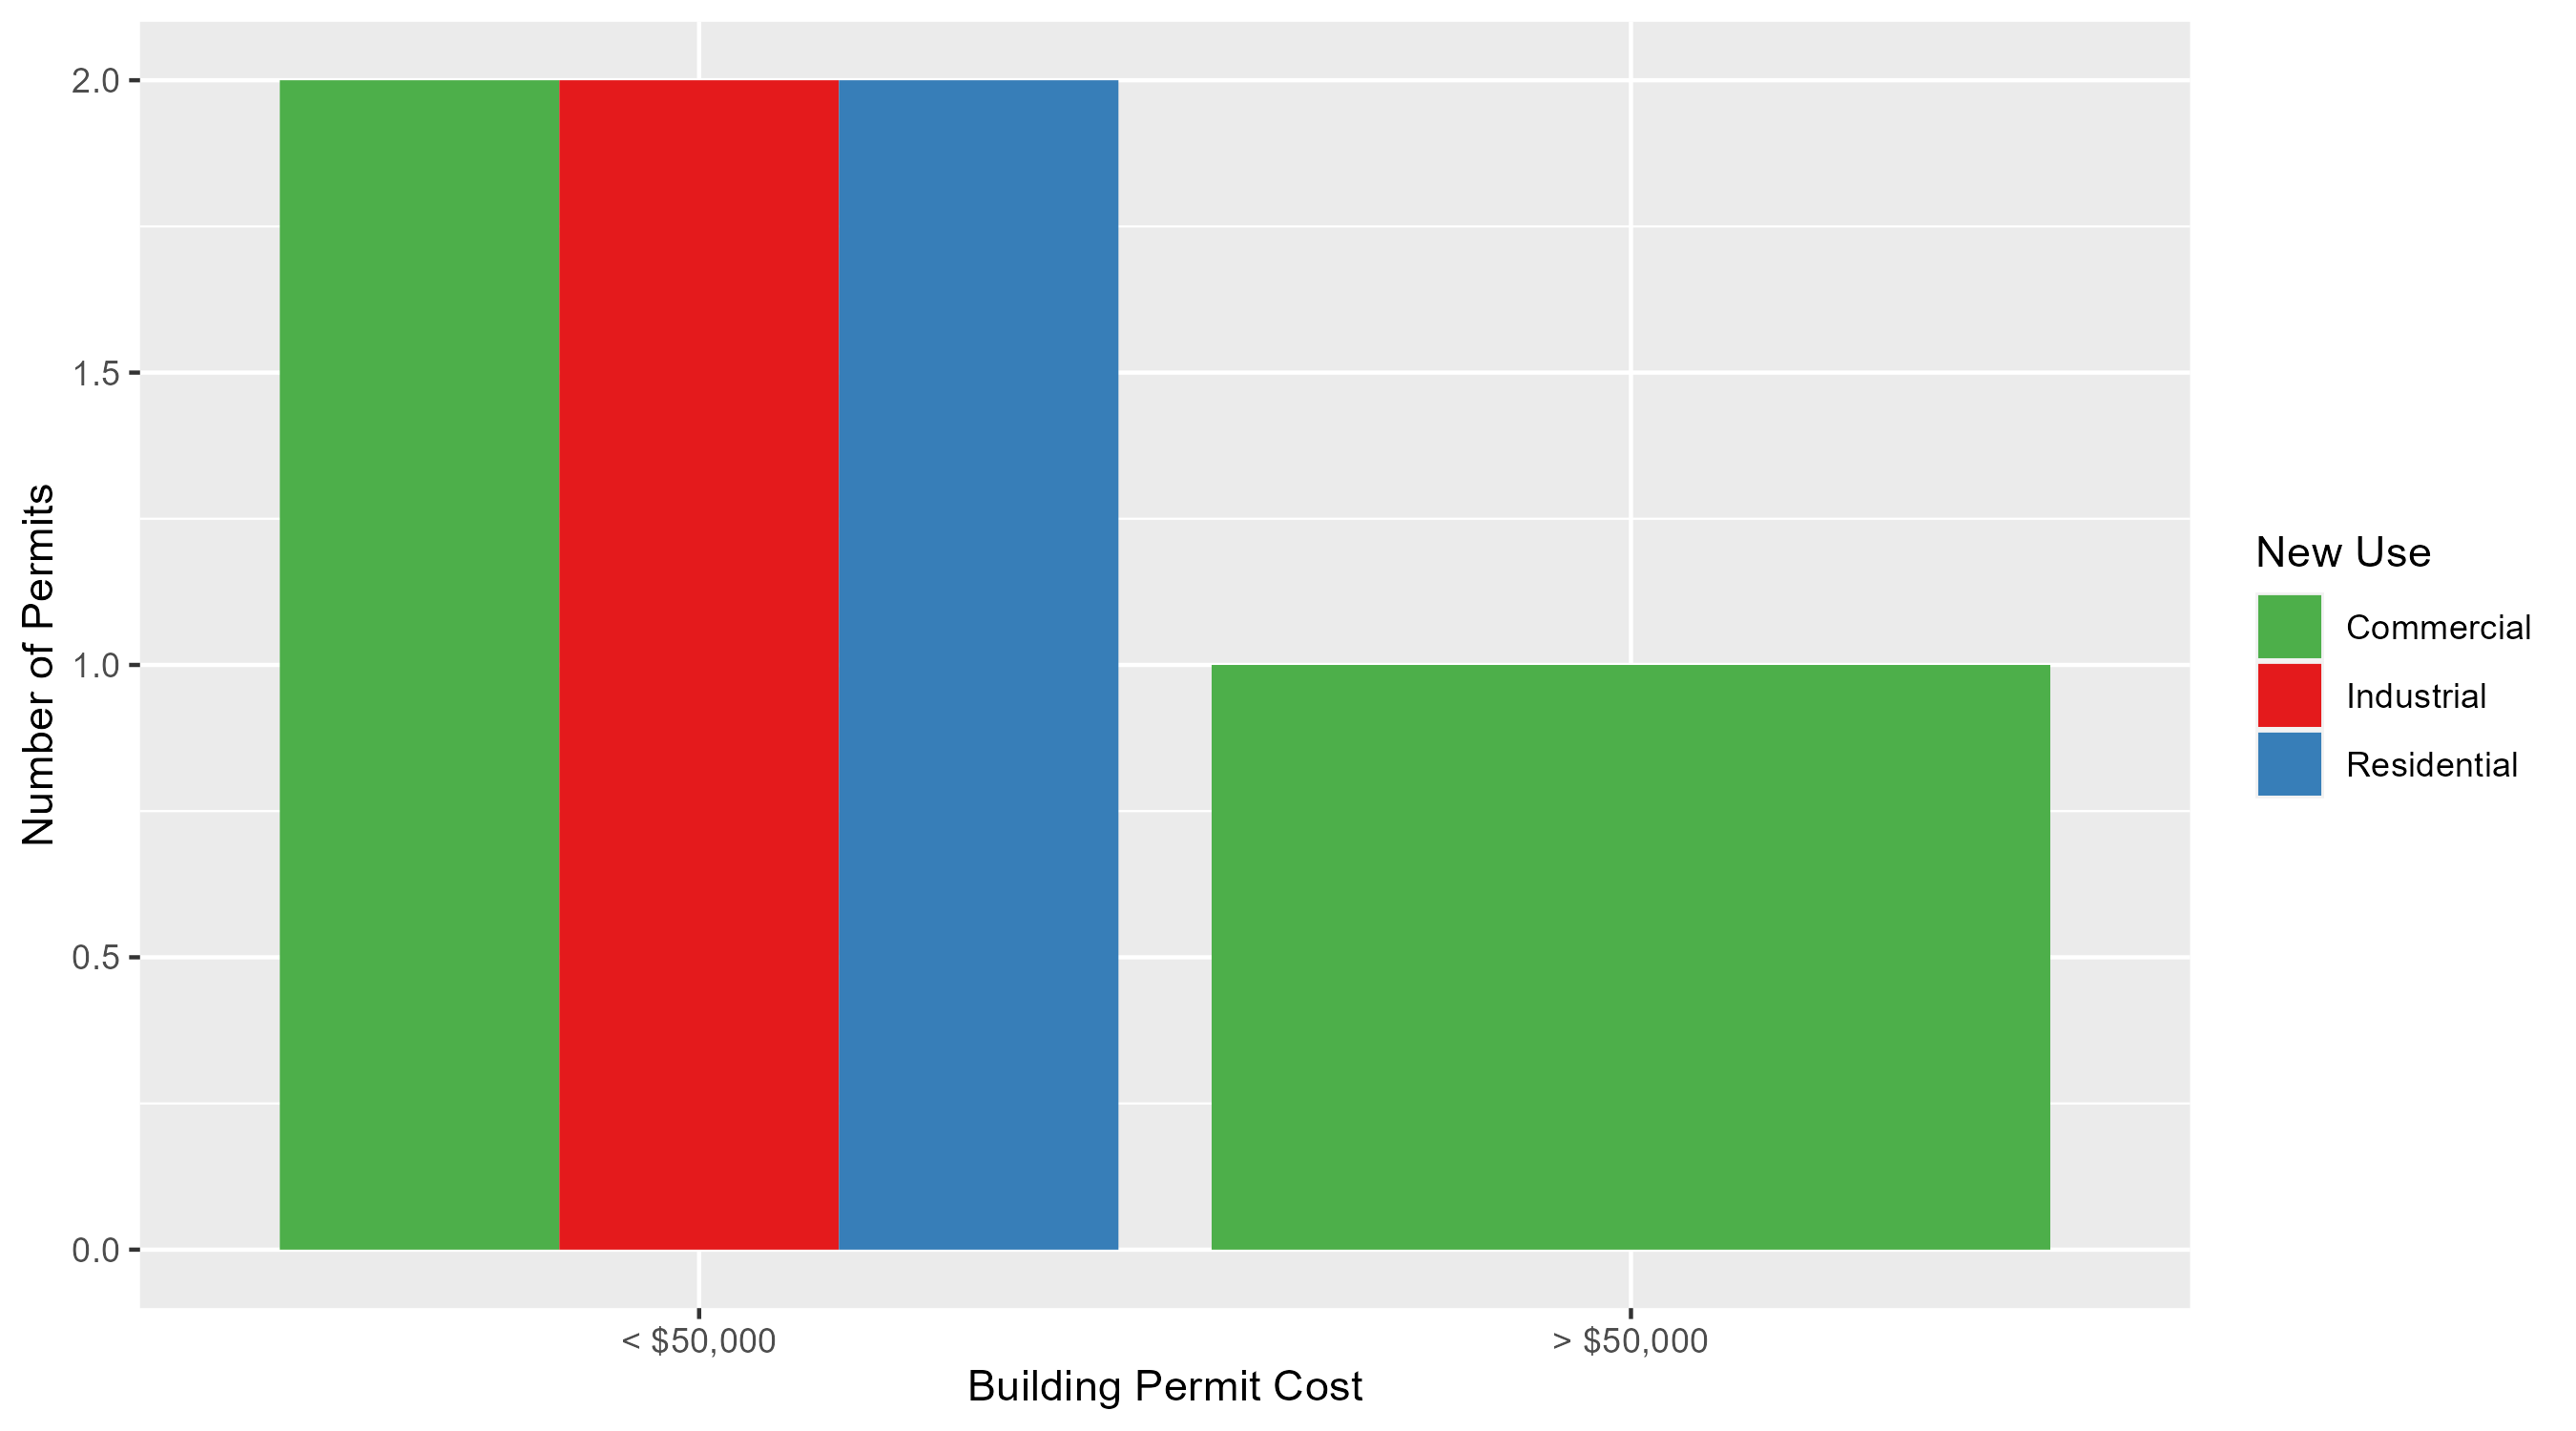 2.0
1.5
1.0
0.5
0.0
Number of Permits
< $50,000
> $50,000
Building Permit Cost
New Use
Commercial
Industrial
Residential